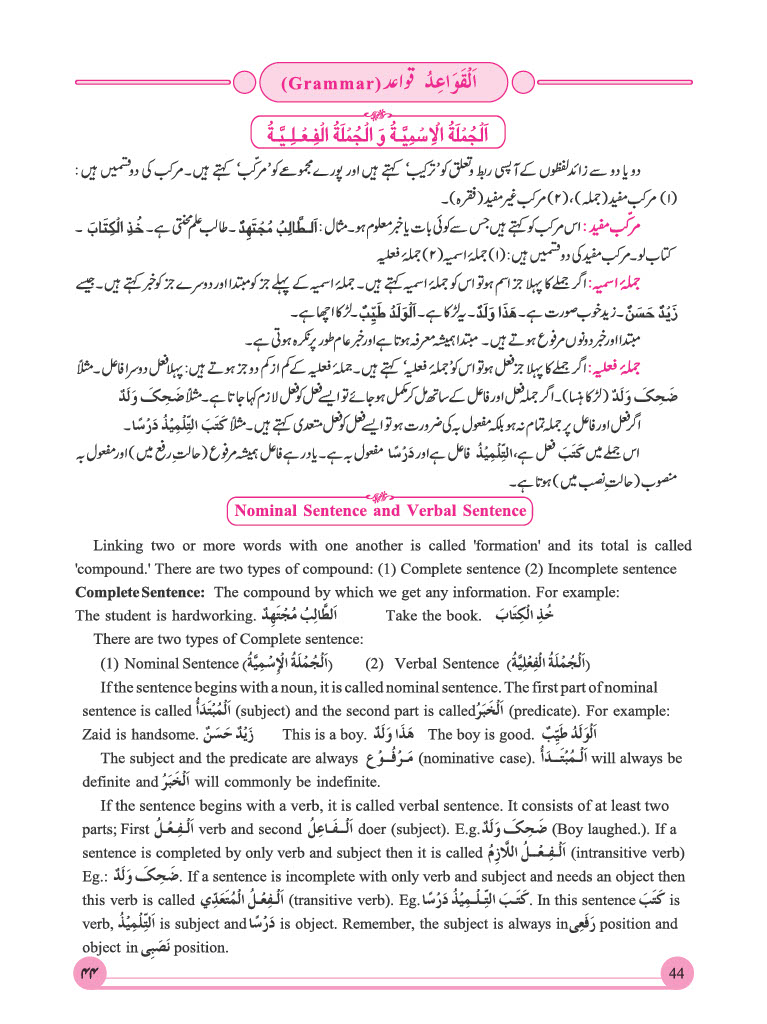 اَلْقَوَاعِدُ قواعد (Grammar)
اَلْجُمْلَةُ الْاِسْمِيَّةُ وَ الْجُمْلَةُ الْفِعْلِيَّةُ
دو یا دو سے زائد لفظوں کے آپسی ربط و تعلق کو ’ترکیب‘ کہتے ہیں اور پورے مجموعے کو ’مرکّب‘ کہتے ہیں۔ مرکب کی دو قسمیں ہیں:
(۱) مرکب مفید (جملہ)، (۲) مرکب غیر مفید (فقرہ)۔
مرکّب مفید: اس مرکب کو کہتے ہیں جس سے کوئی بات یا خبر معلوم ہو۔ مثال: اَلطَّالِبُ مُجْتَهِدٌ۔ طالب علم محنتی ہے۔ خُذِ الْكِتَابَ ۔
کتاب لو۔ مرکب مفید کی دو قسمیں ہیں: (۱) جملۂ اسمیہ (۲) جملۂ فعلیہ
جملۂ اسمیہ: اگر جملے کا پہلا جز اسم ہو تو اس کو جملۂ اسمیہ کہتے ہیں۔ جملۂ اسمیہ کے پہلے جز کو مبتدا اور دوسرے جز کو خبر کہتے ہیں۔ جیسے
زَيْدٌ حَسَنٌ۔ زید خوب صورت ہے۔ هَذَا وَلَدٌ۔ یہ لڑکا ہے۔ اَلْوَلَدُ طَيِّبٌ۔ لڑکا اچھا ہے۔
مبتدا اور خبر دونوں مرفوع ہوتے ہیں۔ مبتدا ہمیشہ معرفہ ہوتا ہے اور خبر عام طور پر نکرہ ہوتی ہے۔
جملۂ فعلیہ: اگر جملے کا پہلا جز فعل ہو تو اس کو ’جملۂ فعلیہ‘ کہتے ہیں۔ جملۂ فعلیہ کے کم از کم دو جز ہوتے ہیں: پہلا فعل دوسرا فاعل۔ مثلاً
ضَحِكَ وَلَدٌ (لڑکا ہنسا)۔ اگر جملہ فعل اور فاعل کے ساتھ مل کر مکمل ہو جائے تو ایسے فعل کو فعل لازم کہا جاتا ہے۔ مثلاً ضَحِكَ وَلَدٌ
اگر فعل اور فاعل پر جملہ تمام نہ ہو بلکہ مفعول بہ کی ضرورت ہو تو ایسے فعل کو فعل متعدی کہتے ہیں۔ مثلاً كَتَبَ التِّلْمِيْذُ دَرْسًا۔
اس جملے میں كَتَبَ فعل ہے، التِّلْمِيْذُ فاعل ہے اور دَرْسًا مفعول بہ ہے۔ یاد رہے فاعل ہمیشہ مرفوع (حالتِ رفع میں) اور مفعول بہ
منصوب (حالتِ نصب میں) ہوتا ہے۔
Nominal Sentence and Verbal Sentence
Linking two or more words with one another is called 'formation' and its total is called
'compound.' There are two types of compound: (1) Complete sentence (2) Incomplete sentence
Complete Sentence: The compound by which we get any information. For example:
The student is hardworking. اَلطَّالِبُ مُجْتَهِدٌ Take the book. خُذِ الْكِتَابَ
There are two types of Complete sentence:
(1) Nominal Sentence (اَلْجُمْلَةُ الْإِسْمِيَّةُ) (2) Verbal Sentence (اَلْجُمْلَةُ الْفِعْلِيَّةُ)
If the sentence begins with a noun, it is called nominal sentence. The first part of nominal
sentence is called اَلْمُبْتَدَأُ (subject) and the second part is called اَلْخَبَرُ (predicate). For example:
Zaid is handsome. زَيْدٌ حَسَنٌ This is a boy. هَذَا وَلَدٌ The boy is good. اَلْوَلَدُ طَيِّبٌ
The subject and the predicate are always مَرْفُوْع (nominative case). اَلْمُبْتَدَأُ will always be
definite and اَلْخَبَرُ will commonly be indefinite.
If the sentence begins with a verb, it is called verbal sentence. It consists of at least two
parts; First اَلْفِعْلُ verb and second اَلْفَاعِلُ doer (subject). E.g. ضَحِكَ وَلَدٌ (Boy laughed.). If a
sentence is completed by only verb and subject then it is called اَلْفِعْلُ اللَّازِمُ (intransitive verb)
Eg.: ضَحِكَ وَلَدٌ. If a sentence is incomplete with only verb and subject and needs an object then
this verb is called اَلْفِعْلُ الْمُتَعَدِّي (transitive verb). Eg. كَتَبَ التِّلْمِيْذُ دَرْسًا. In this sentence كَتَبَ is
verb, اَلتِّلْمِيْذُ is subject and دَرْسًا is object. Remember, the subject is always in رَفَعِی position and
object in نَصَبِی position.
۴۴ 44